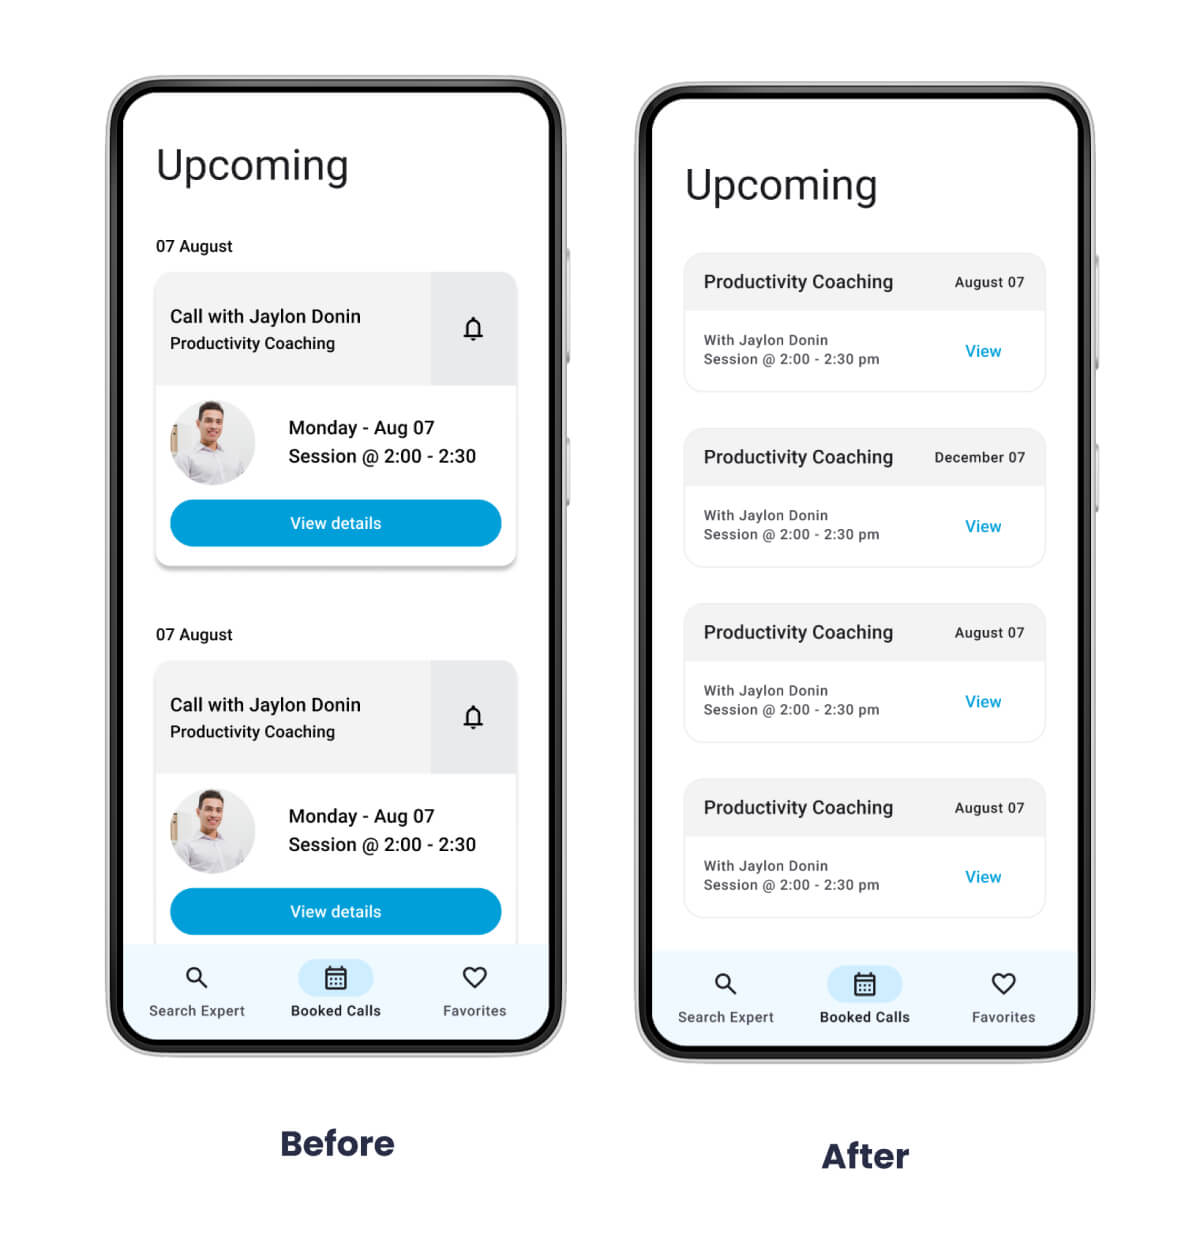 Upcoming
07 August
Call with Jaylon Donin
Productivity Coaching
Monday - Aug 07
Session @ 2:00 - 2:30
View details
07 August
Call with Jaylon Donin
Productivity Coaching
Monday - Aug 07
Session @ 2:00 - 2:30
View details
Search Expert
Booked Calls
Favorites
Before
Upcoming
Productivity Coaching August 07
With Jaylon Donin
Session @ 2:00 - 2:30 pm
View
Productivity Coaching December 07
With Jaylon Donin
Session @ 2:00 - 2:30 pm
View
Productivity Coaching August 07
With Jaylon Donin
Session @ 2:00 - 2:30 pm
View
Productivity Coaching August 07
With Jaylon Donin
Session @ 2:00 - 2:30 pm
View
Search Expert
Booked Calls
Favorites
After